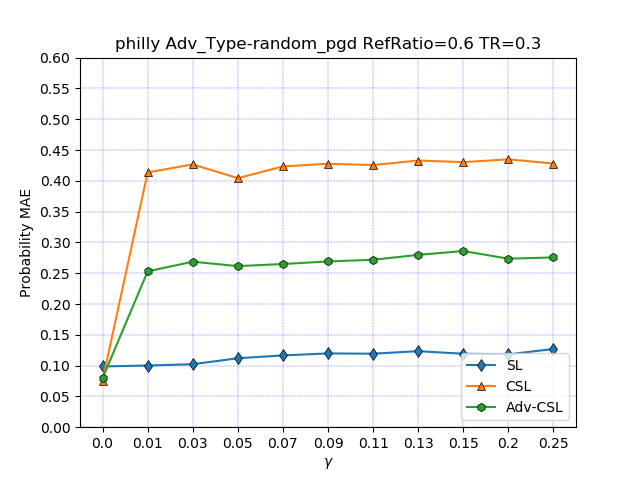 philly Adv_Type-random_pgd RefRatio=0.6 TR=0.3
Probability MAE
0.60
0.55
0.50
0.45
0.40
0.35
0.30
0.25
0.20
0.15
0.10
0.05
0.00
SL
CSL
Adv-CSL
0.0 0.01 0.03 0.05 0.07 0.09 0.11 0.13 0.15 0.2 0.25
γ